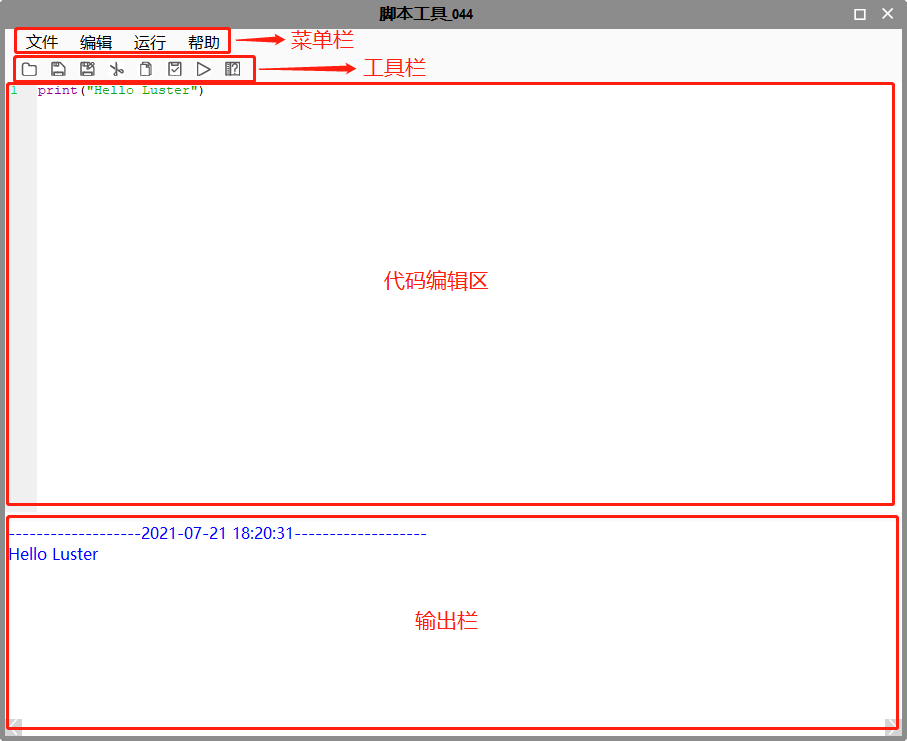 脚本工具_044
文件 编辑 运行 帮助 菜单栏
工具栏
1 print("Hello Luster")
代码编辑区
-------------------2021-07-21 18:20:31-------------------
Hello Luster
输出栏